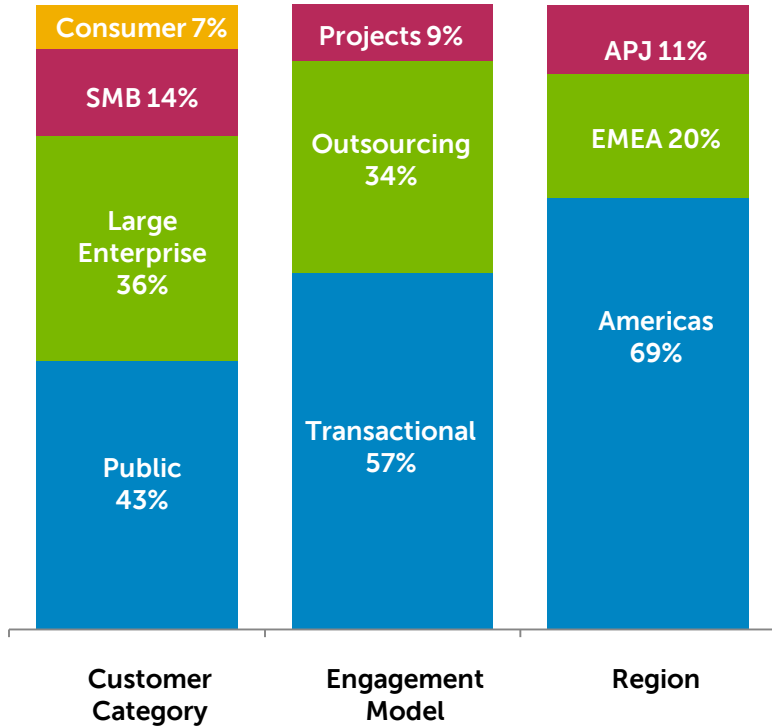 Consumer 7%
SMB 14%
Large
Enterprise
36%
Public
43%
Customer
Category
Projects 9%
Outsourcing
34%
Transactional
57%
Engagement
Model
APJ 11%
EMEA 20%
Americas
69%
Region